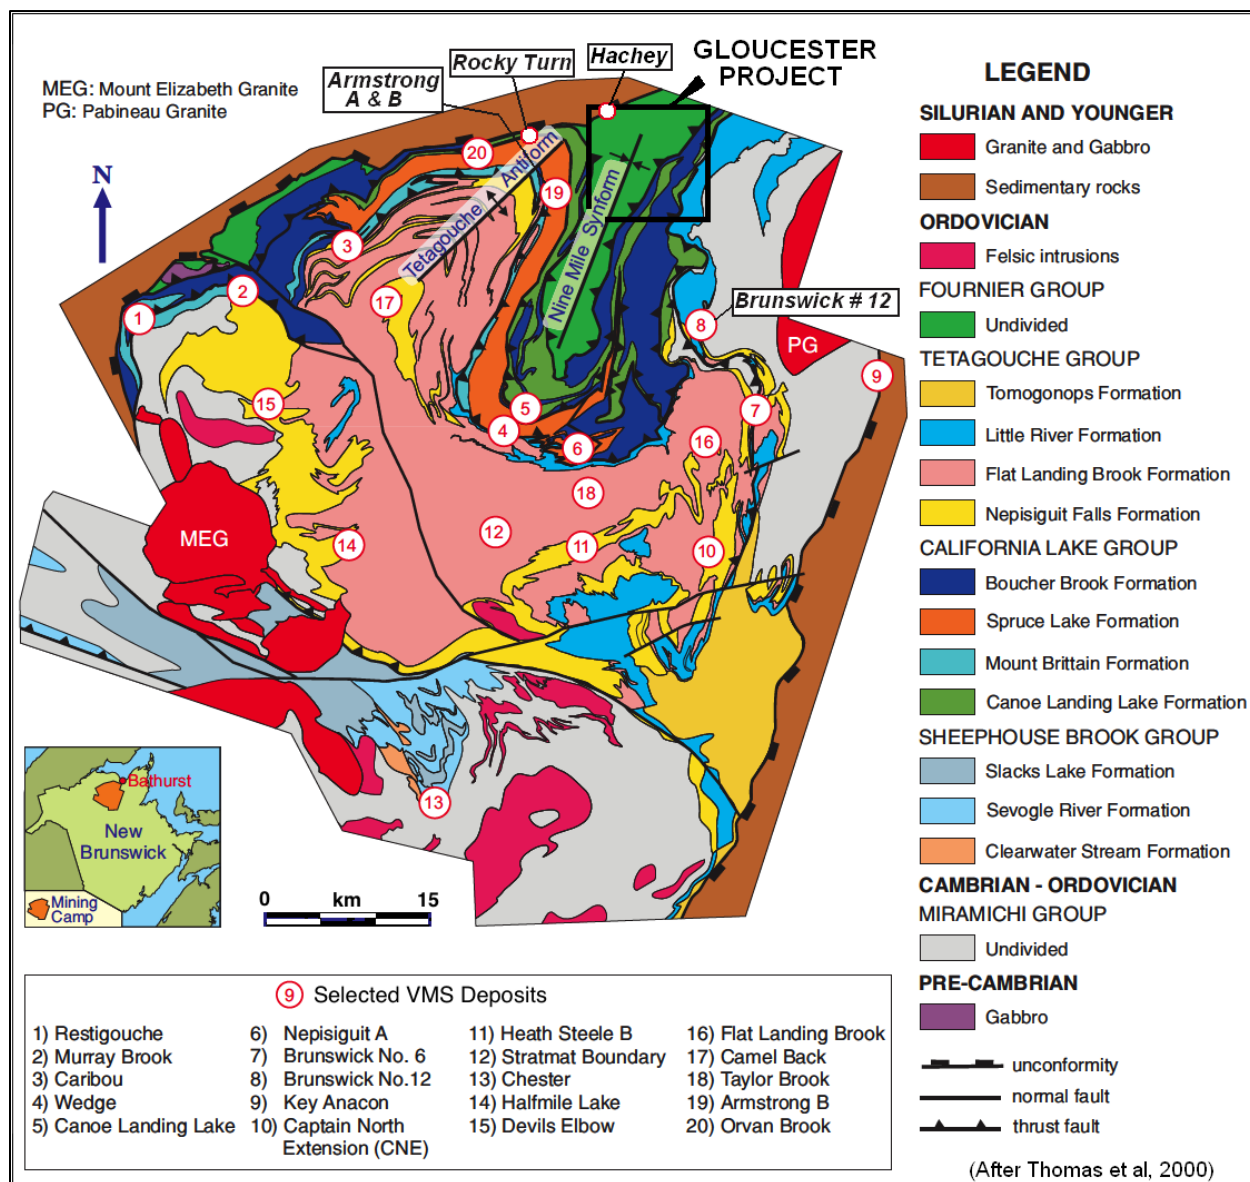 MEG: Mount Elizabeth Granite
PG: Pabineau Granite
N
Armstrong
A & B
Rocky Turn
Hachey
GLOUCESTER
PROJECT
Tetagouche Antiform
Nine Mile Synform
Brunswick # 12
20
19
3
17
2
1
8
PG
9
15
5
4
6
7
16
18
12
11
10
14
MEG
13
Bathurst
New
Brunswick
Mining
Camp
0 km 15
LEGEND
SILURIAN AND YOUNGER
Granite and Gabbro
Sedimentary rocks
ORDOVICIAN
Felsic intrusions
FOURNIER GROUP
Undivided
TETAGOUCHE GROUP
Tomogonops Formation
Little River Formation
Flat Landing Brook Formation
Nepisiguit Falls Formation
CALIFORNIA LAKE GROUP
Boucher Brook Formation
Spruce Lake Formation
Mount Brittain Formation
Canoe Landing Lake Formation
SHEEPHOUSE BROOK GROUP
Slacks Lake Formation
Sevogle River Formation
Clearwater Stream Formation
CAMBRIAN - ORDOVICIAN
MIRAMICHI GROUP
Undivided
PRE-CAMBRIAN
Gabbro
unconformity
normal fault
thrust fault
(After Thomas et al, 2000)
9 Selected VMS Deposits
1) Restigouche
2) Murray Brook
3) Caribou
4) Wedge
5) Canoe Landing Lake
6) Nepisiguit A
7) Brunswick No. 6
8) Brunswick No.12
9) Key Anacon
10) Captain North
Extension (CNE)
11) Heath Steele B
12) Stratmat Boundary
13) Chester
14) Halfmile Lake
15) Devils Elbow
16) Flat Landing Brook
17) Camel Back
18) Taylor Brook
19) Armstrong B
20) Orvan Brook